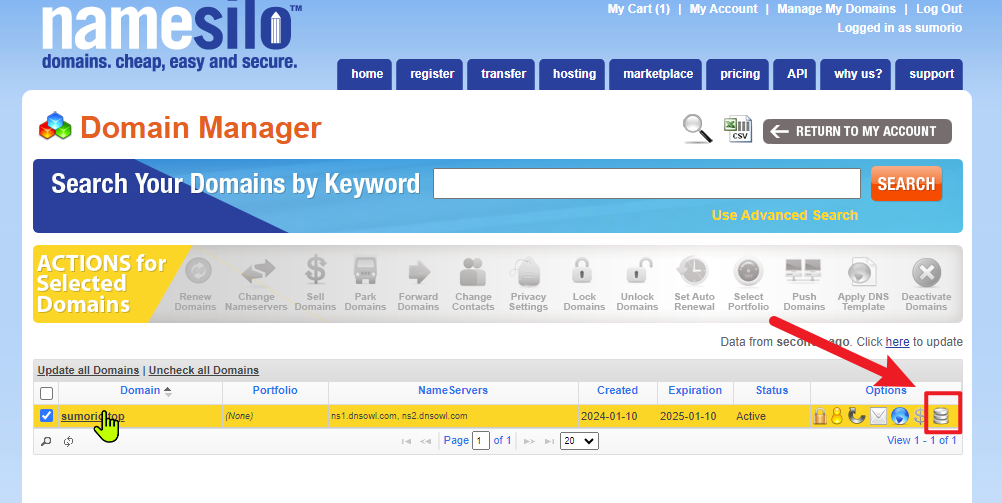 My Cart (1) | My Account | Manage My Domains | Log Out
namesilo™
Logged in as sumorio
domains. cheap, easy and secure.
home register transfer hosting marketplace pricing API why us? support
Domain Manager
CSV
RETURN TO MY ACCOUNT
Search Your Domains by Keyword
SEARCH
Use Advanced Search
ACTIONS for Selected Domains
Renew Domains
Change Nameservers
Sell Domains
Park Domains
Forward Domains
Change Contacts
Privacy Settings
Lock Domains
Unlock Domains
Set Auto Renewal
Select Portfolio
Push Domains
Apply DNS Template
Deactivate Domains
Data from seconds ago. Click here to update
Update all Domains | Uncheck all Domains
Domain Portfolio NameServers Created Expiration Status Options
sumorio.top (None) ns1.dnsowl.com, ns2.dnsowl.com 2024-01-10 2025-01-10 Active
Page 1 of 1 20 View 1 - 1 of 1